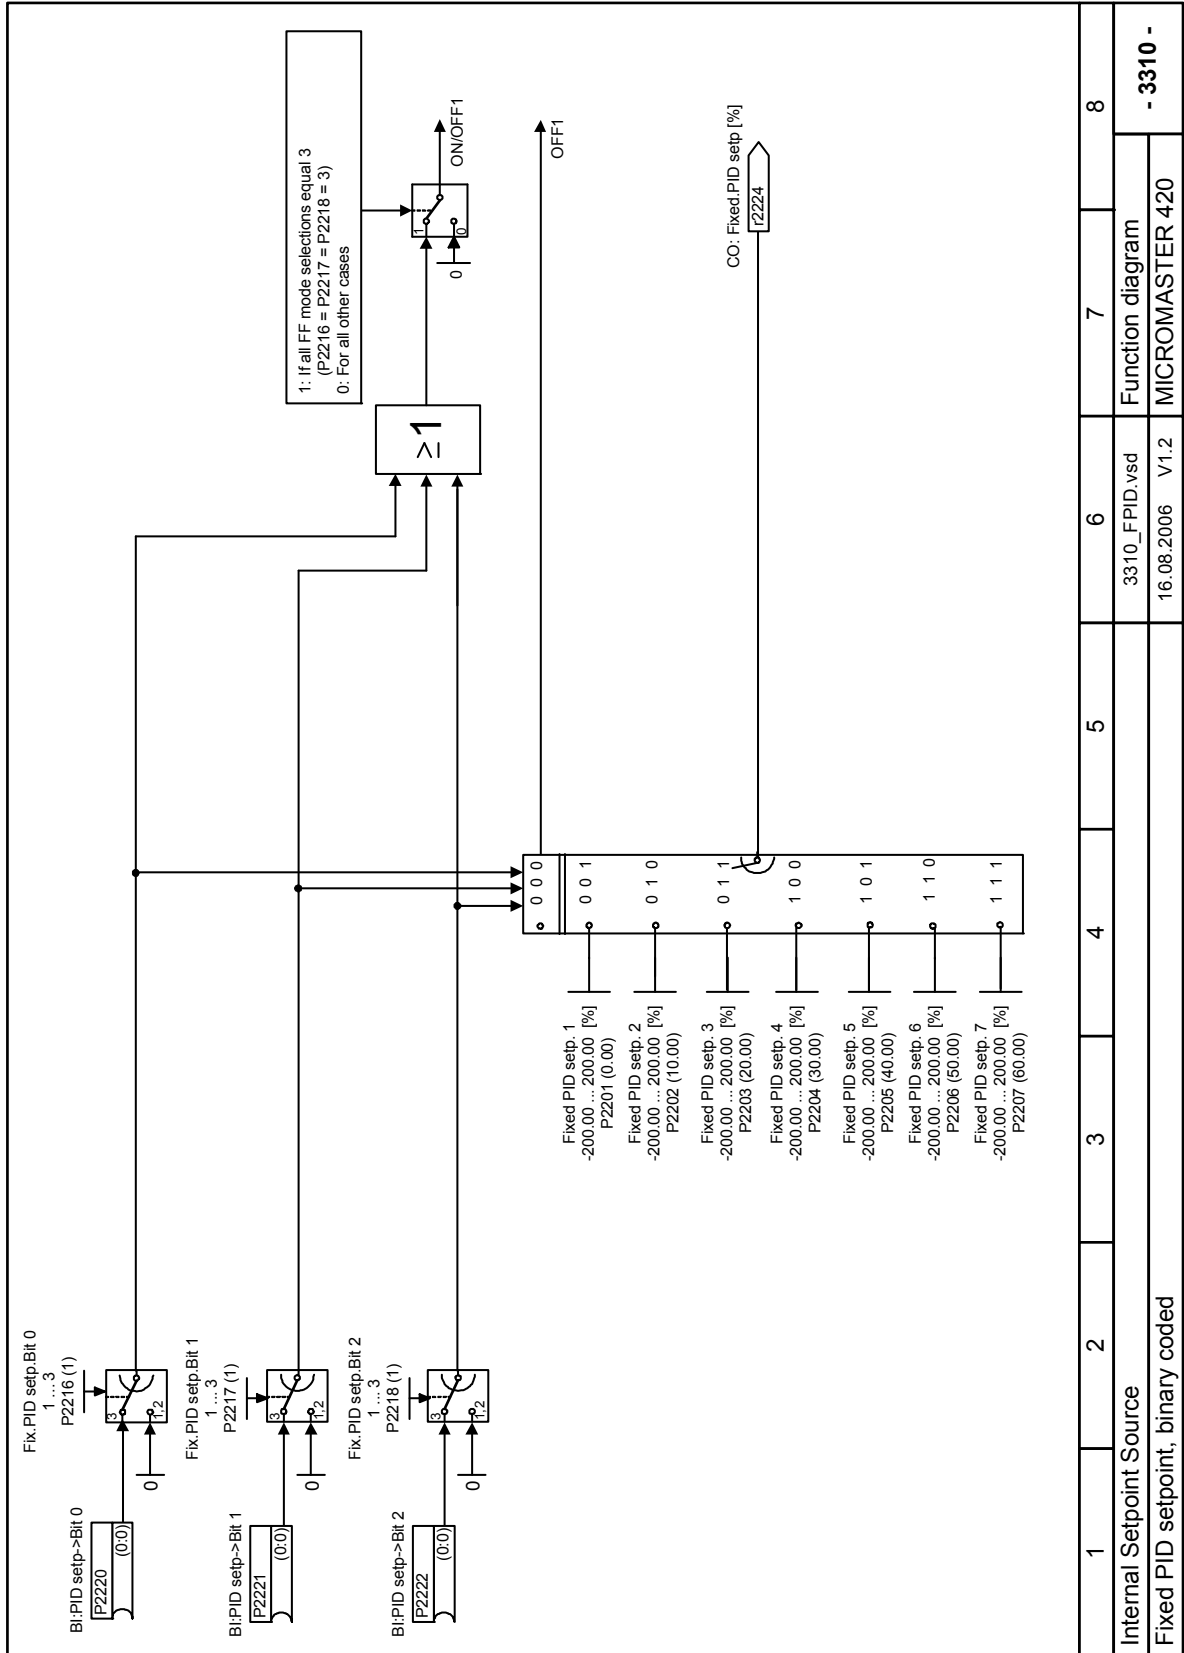 Fix.PID setp.Bit 0
1 ... 3
P2216 (1)
BI:PID setp->Bit 0
P2220
(0:0)
3
1,2
0
Fix.PID setp.Bit 1
1 ... 3
P2217 (1)
BI:PID setp->Bit 1
P2221
(0:0)
3
1,2
0
Fix.PID setp.Bit 2
1 ... 3
P2218 (1)
BI:PID setp->Bit 2
P2222
(0:0)
3
1,2
0
≥1
1: If all FF mode selections equal 3
(P2216 = P2217 = P2218 = 3)
0: For all other cases
1
0
0
ON/OFF1
OFF1
0 0 0
0 0 1
0 1 0
0 1 1
1 0 0
1 0 1
1 1 0
1 1 1
Fixed PID setp. 1
-200.00 ... 200.00 [%]
P2201 (0.00)
Fixed PID setp. 2
-200.00 ... 200.00 [%]
P2202 (10.00)
Fixed PID setp. 3
-200.00 ... 200.00 [%]
P2203 (20.00)
Fixed PID setp. 4
-200.00 ... 200.00 [%]
P2204 (30.00)
Fixed PID setp. 5
-200.00 ... 200.00 [%]
P2205 (40.00)
Fixed PID setp. 6
-200.00 ... 200.00 [%]
P2206 (50.00)
Fixed PID setp. 7
-200.00 ... 200.00 [%]
P2207 (60.00)
CO: Fixed.PID setp [%]
r2224
1 2 3 4 5 6 7 8
Internal Setpoint Source
Fixed PID setpoint, binary coded
3310_FPID.vsd
16.08.2006 V1.2
Function diagram
MICROMASTER 420
- 3310 -